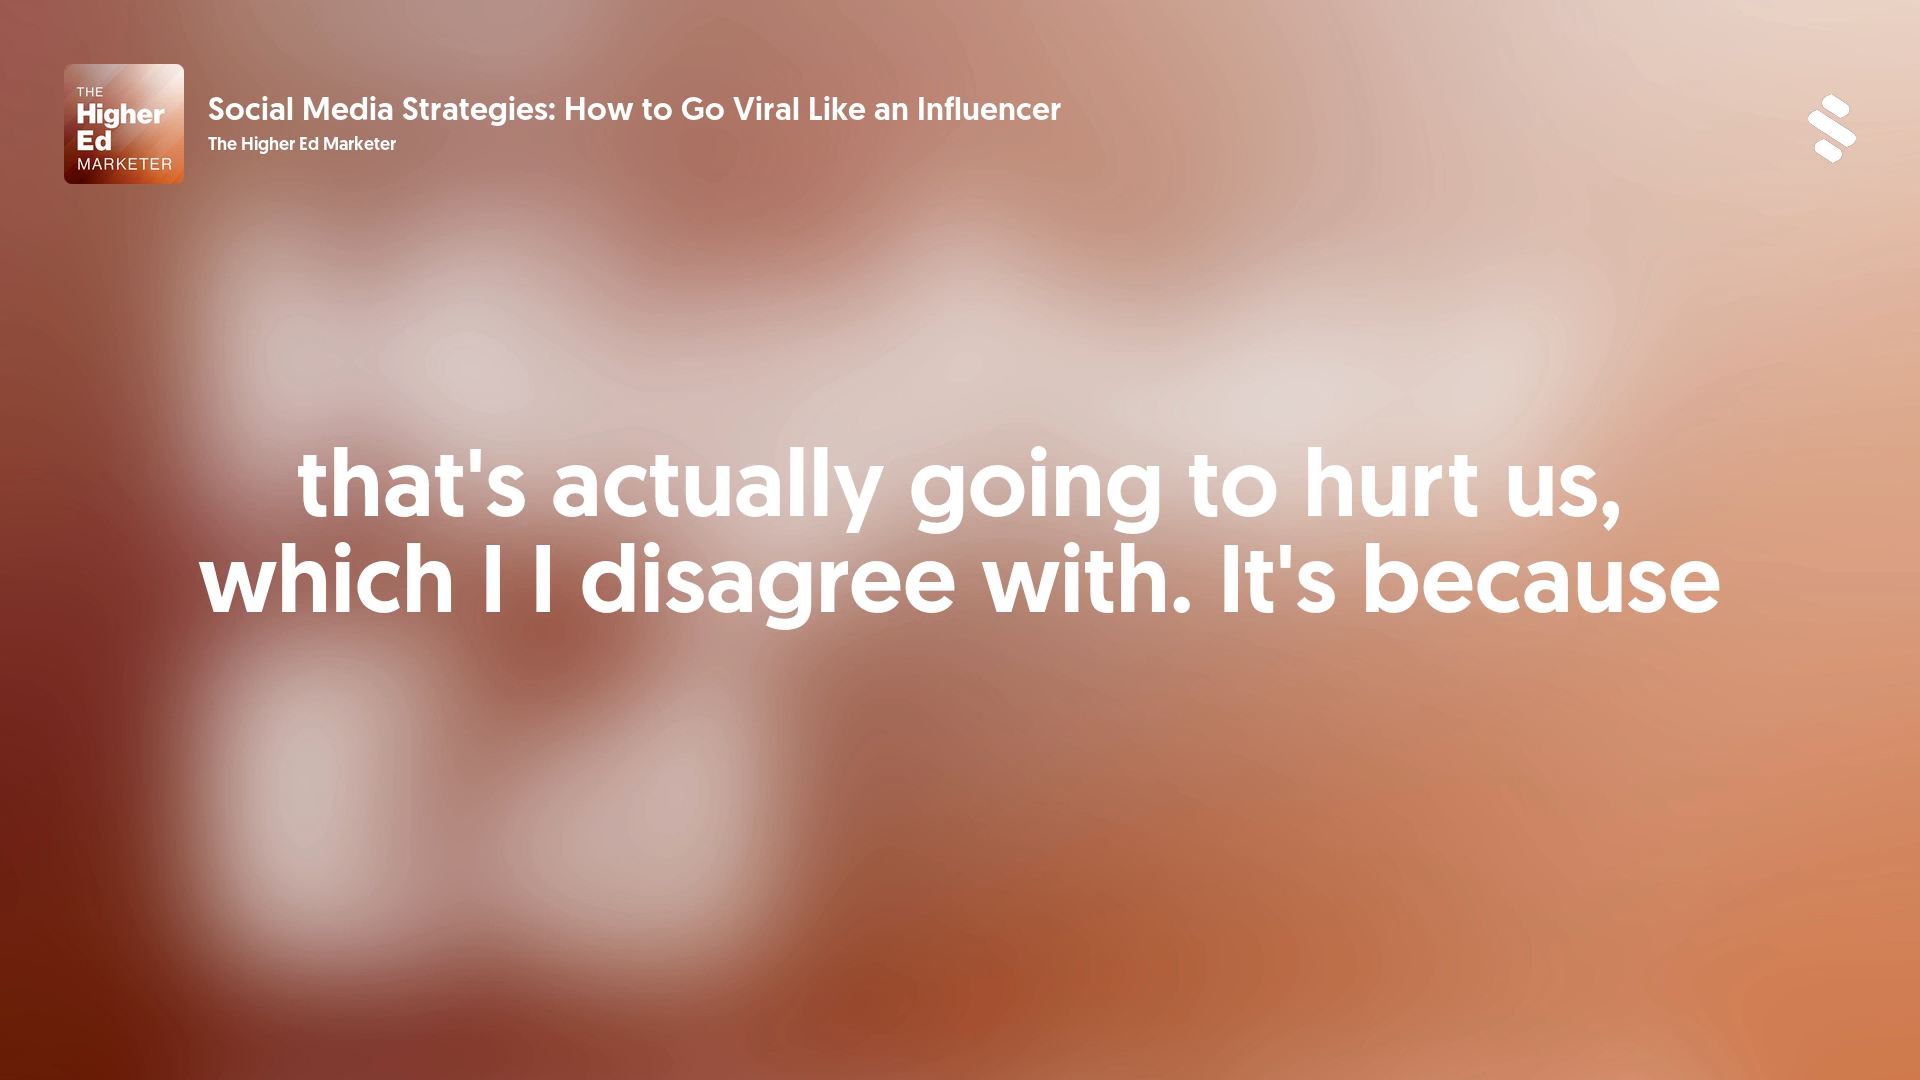 THE
Higher
Ed
MARKETER
Social Media Strategies: How to Go Viral Like an Influencer
The Higher Ed Marketer
that's actually going to hurt us,
which I I disagree with. It's because